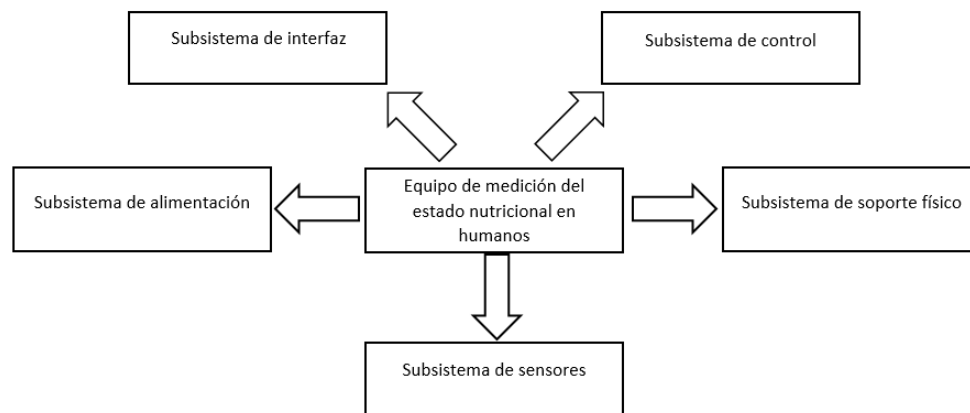 Subsistema de interfaz
Subsistema de control
Subsistema de alimentación
Equipo de medición del
estado nutricional en
humanos
Subsistema de soporte físico
Subsistema de sensores